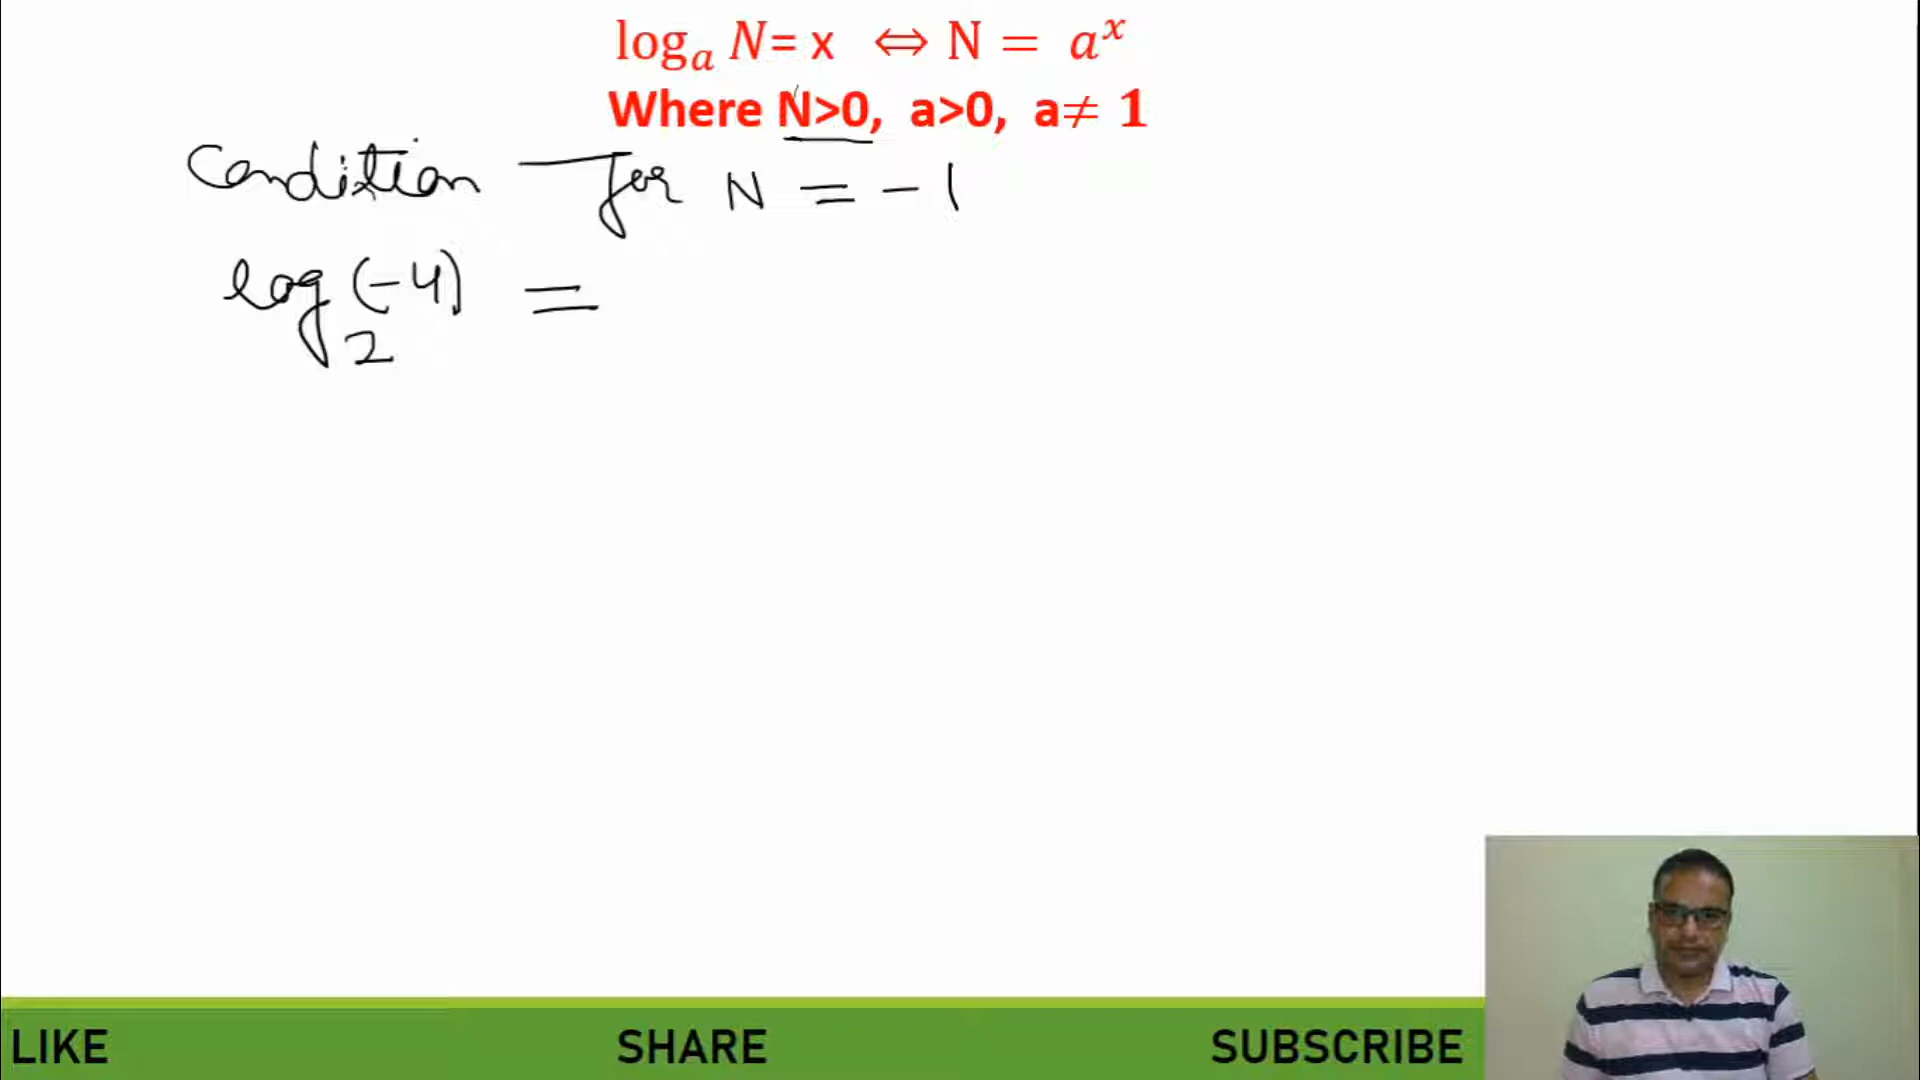 logₐ N= x ⇔ N = aˣ
Where N>0, a>0, a≠ 1
Condition for N = -1
log₂(-4) =
LIKE SHARE SUBSCRIBE